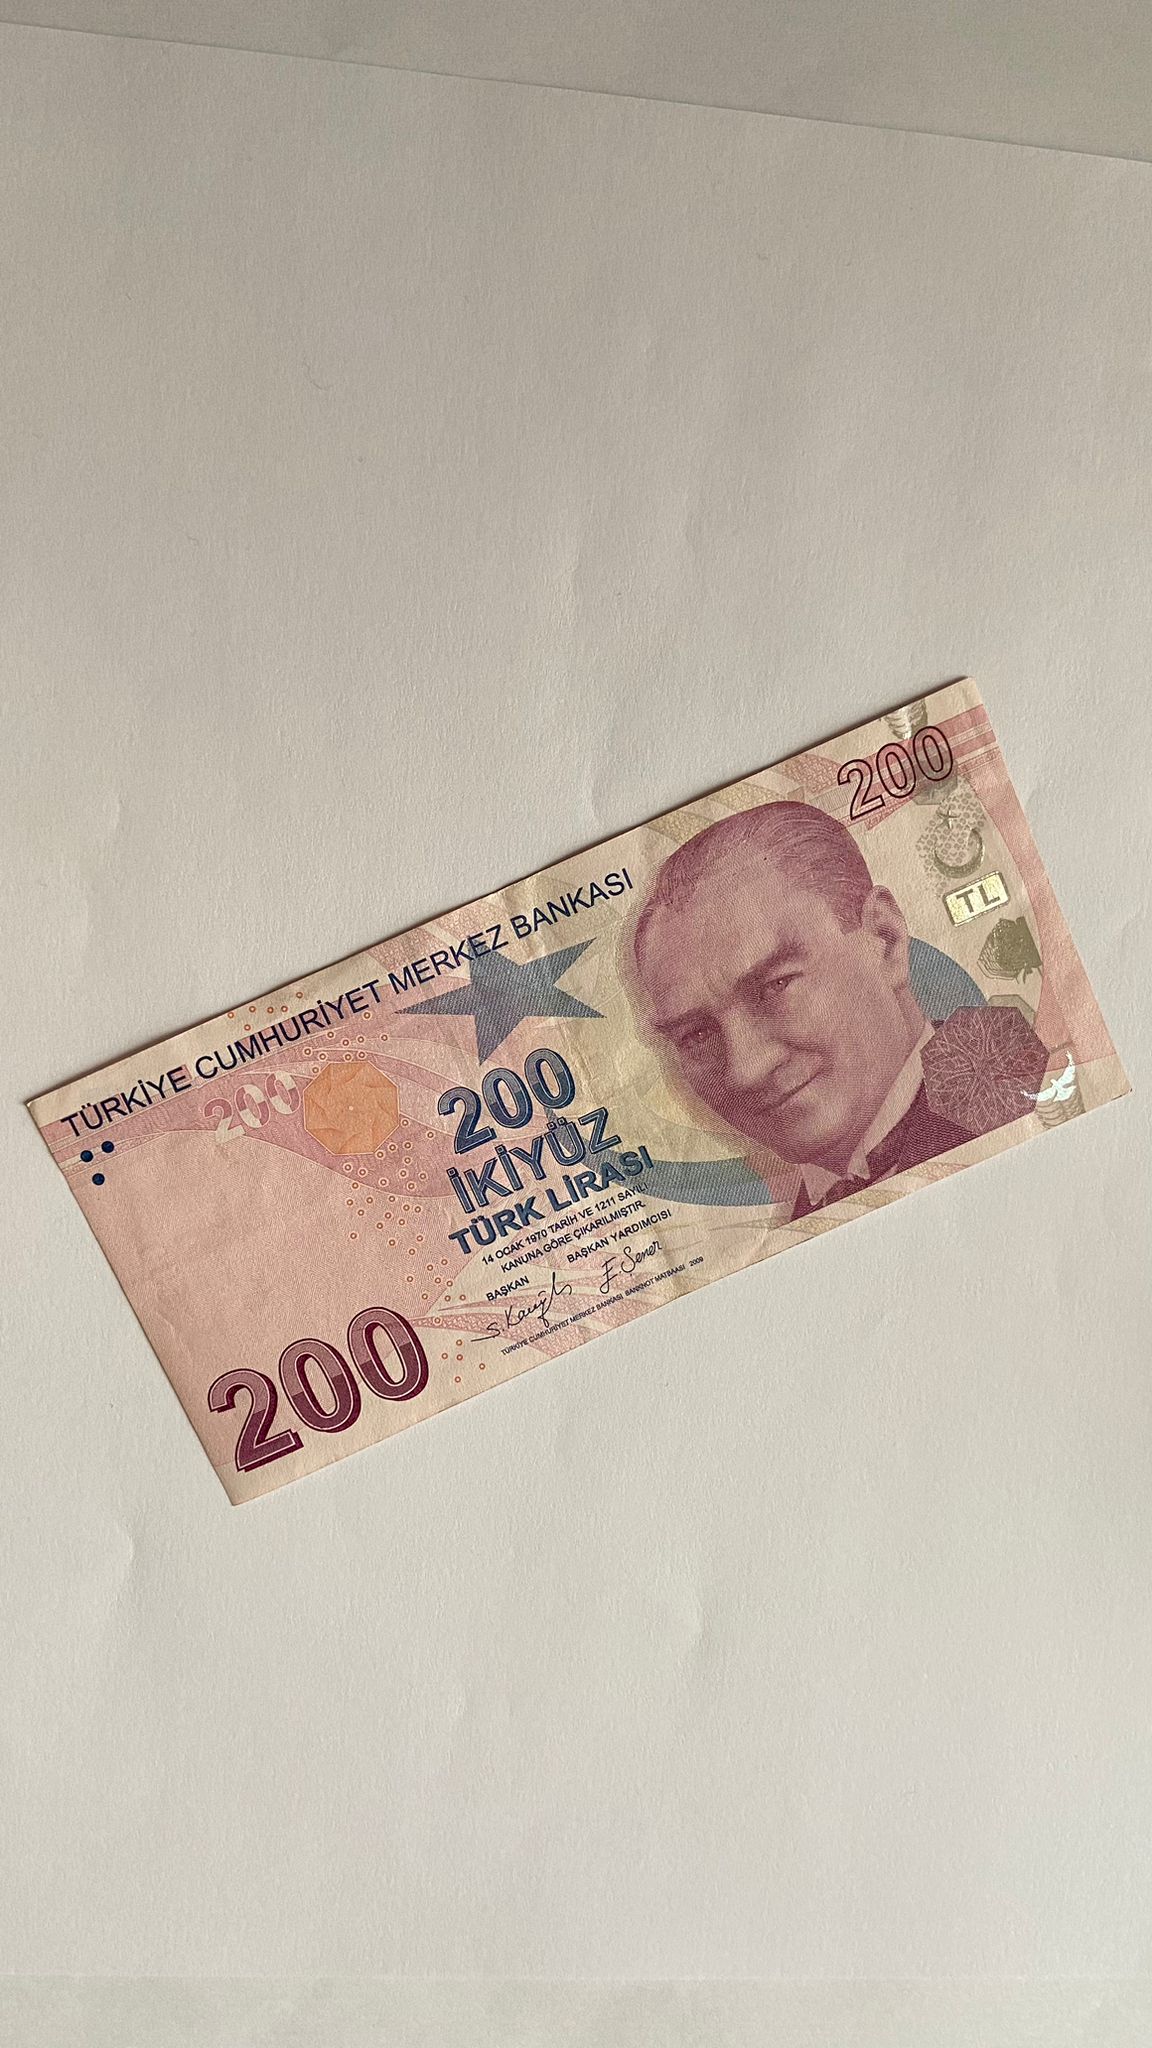 TÜRKİYE CUMHURİYET MERKEZ BANKASI
200
200
TL
200
İKİYÜZ
TÜRK LİRASI
14 OCAK 1970 TARİH VE 1211 SAYILI
KANUNA GÖRE ÇIKARILMIŞTIR.
BAŞKAN BAŞKAN YARDIMCISI
E. Şener
TÜRKİYE CUMHURİYET MERKEZ BANKASI BANKNOT MATBAASI 2009
200